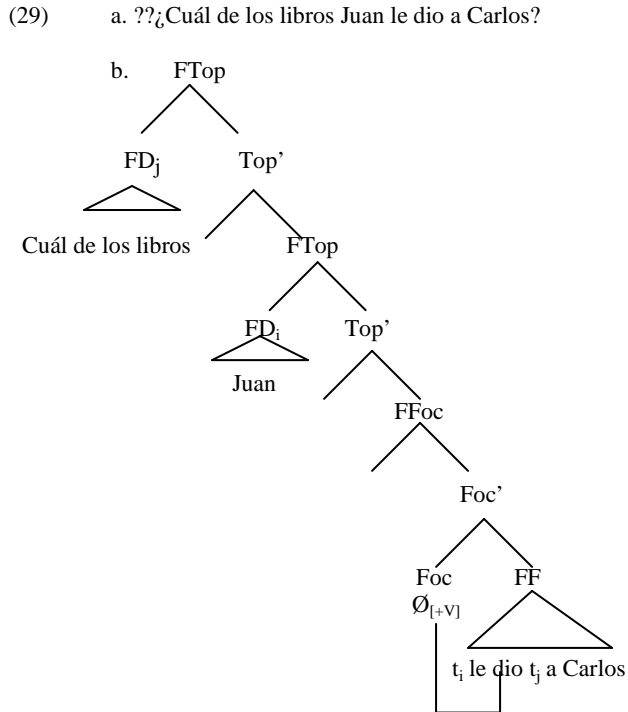 (29) a. ??¿Cuál de los libros Juan le dio a Carlos?
b. FTop
FDj Top’
Cuál de los libros FTop
FDi Top’
Juan
FFoc
Foc’
Foc FF
Ø[+V]
ti le dio tj a Carlos